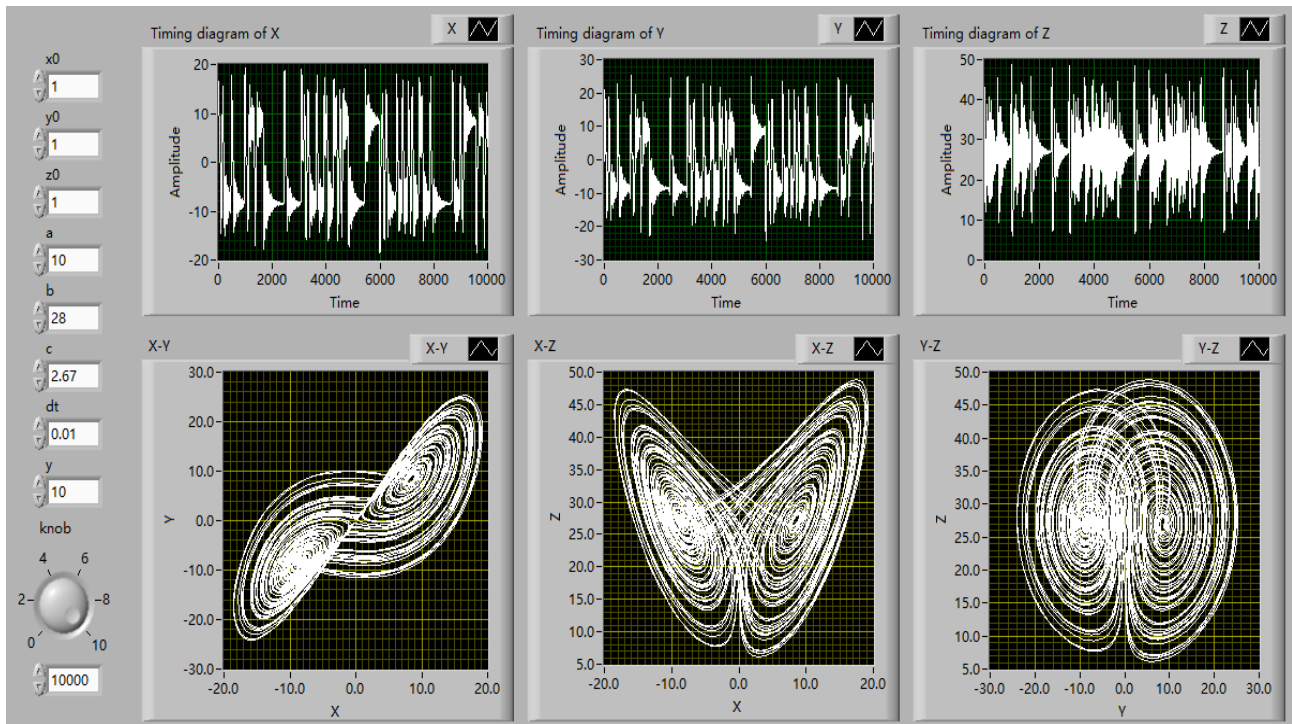 x0
1
y0
1
z0
1
a
10
b
28
c
2.67
dt
0.01
y
10
knob
4 6
2 8
0 10
10000
Timing diagram of X
X
20
10
0
-10
-20
Amplitude
0 2000 4000 6000 8000 10000
Time
Timing diagram of Y
Y
30
20
10
0
-10
-20
-30
Amplitude
0 2000 4000 6000 8000 10000
Time
Timing diagram of Z
Z
50
40
30
20
10
0
Amplitude
0 2000 4000 6000 8000 10000
Time
X-Y
X-Y
30.0
20.0
10.0
0.0
-10.0
-20.0
-30.0
Y
-20.0 -10.0 0.0 10.0 20.0
X
X-Z
X-Z
50.0
45.0
40.0
35.0
30.0
25.0
20.0
15.0
10.0
5.0
Z
-20.0 -10.0 0.0 10.0 20.0
X
Y-Z
Y-Z
50.0
45.0
40.0
35.0
30.0
25.0
20.0
15.0
10.0
5.0
Z
-30.0 -20.0 -10.0 0.0 10.0 20.0 30.0
Y